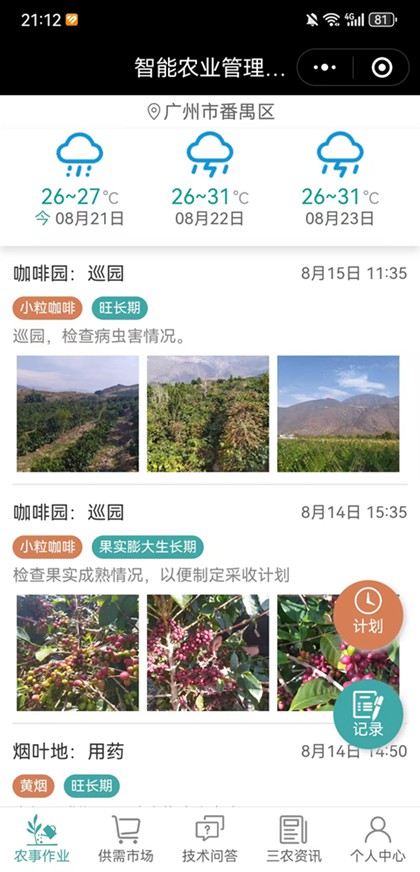 21:12
4G
81
智能农业管理...
广州市番禺区
26~27℃
26~31℃
26~31℃
今 08月21日
08月22日
08月23日
咖啡园：巡园
8月15日 11:35
小粒咖啡
旺长期
巡园，检查病虫害情况。
咖啡园：巡园
8月14日 15:35
小粒咖啡
果实膨大生长期
检查果实成熟情况，以便制定采收计划
计划
记录
烟叶地：用药
8月14日 14:50
黄烟
旺长期
农事作业
供需市场
技术问答
三农资讯
个人中心